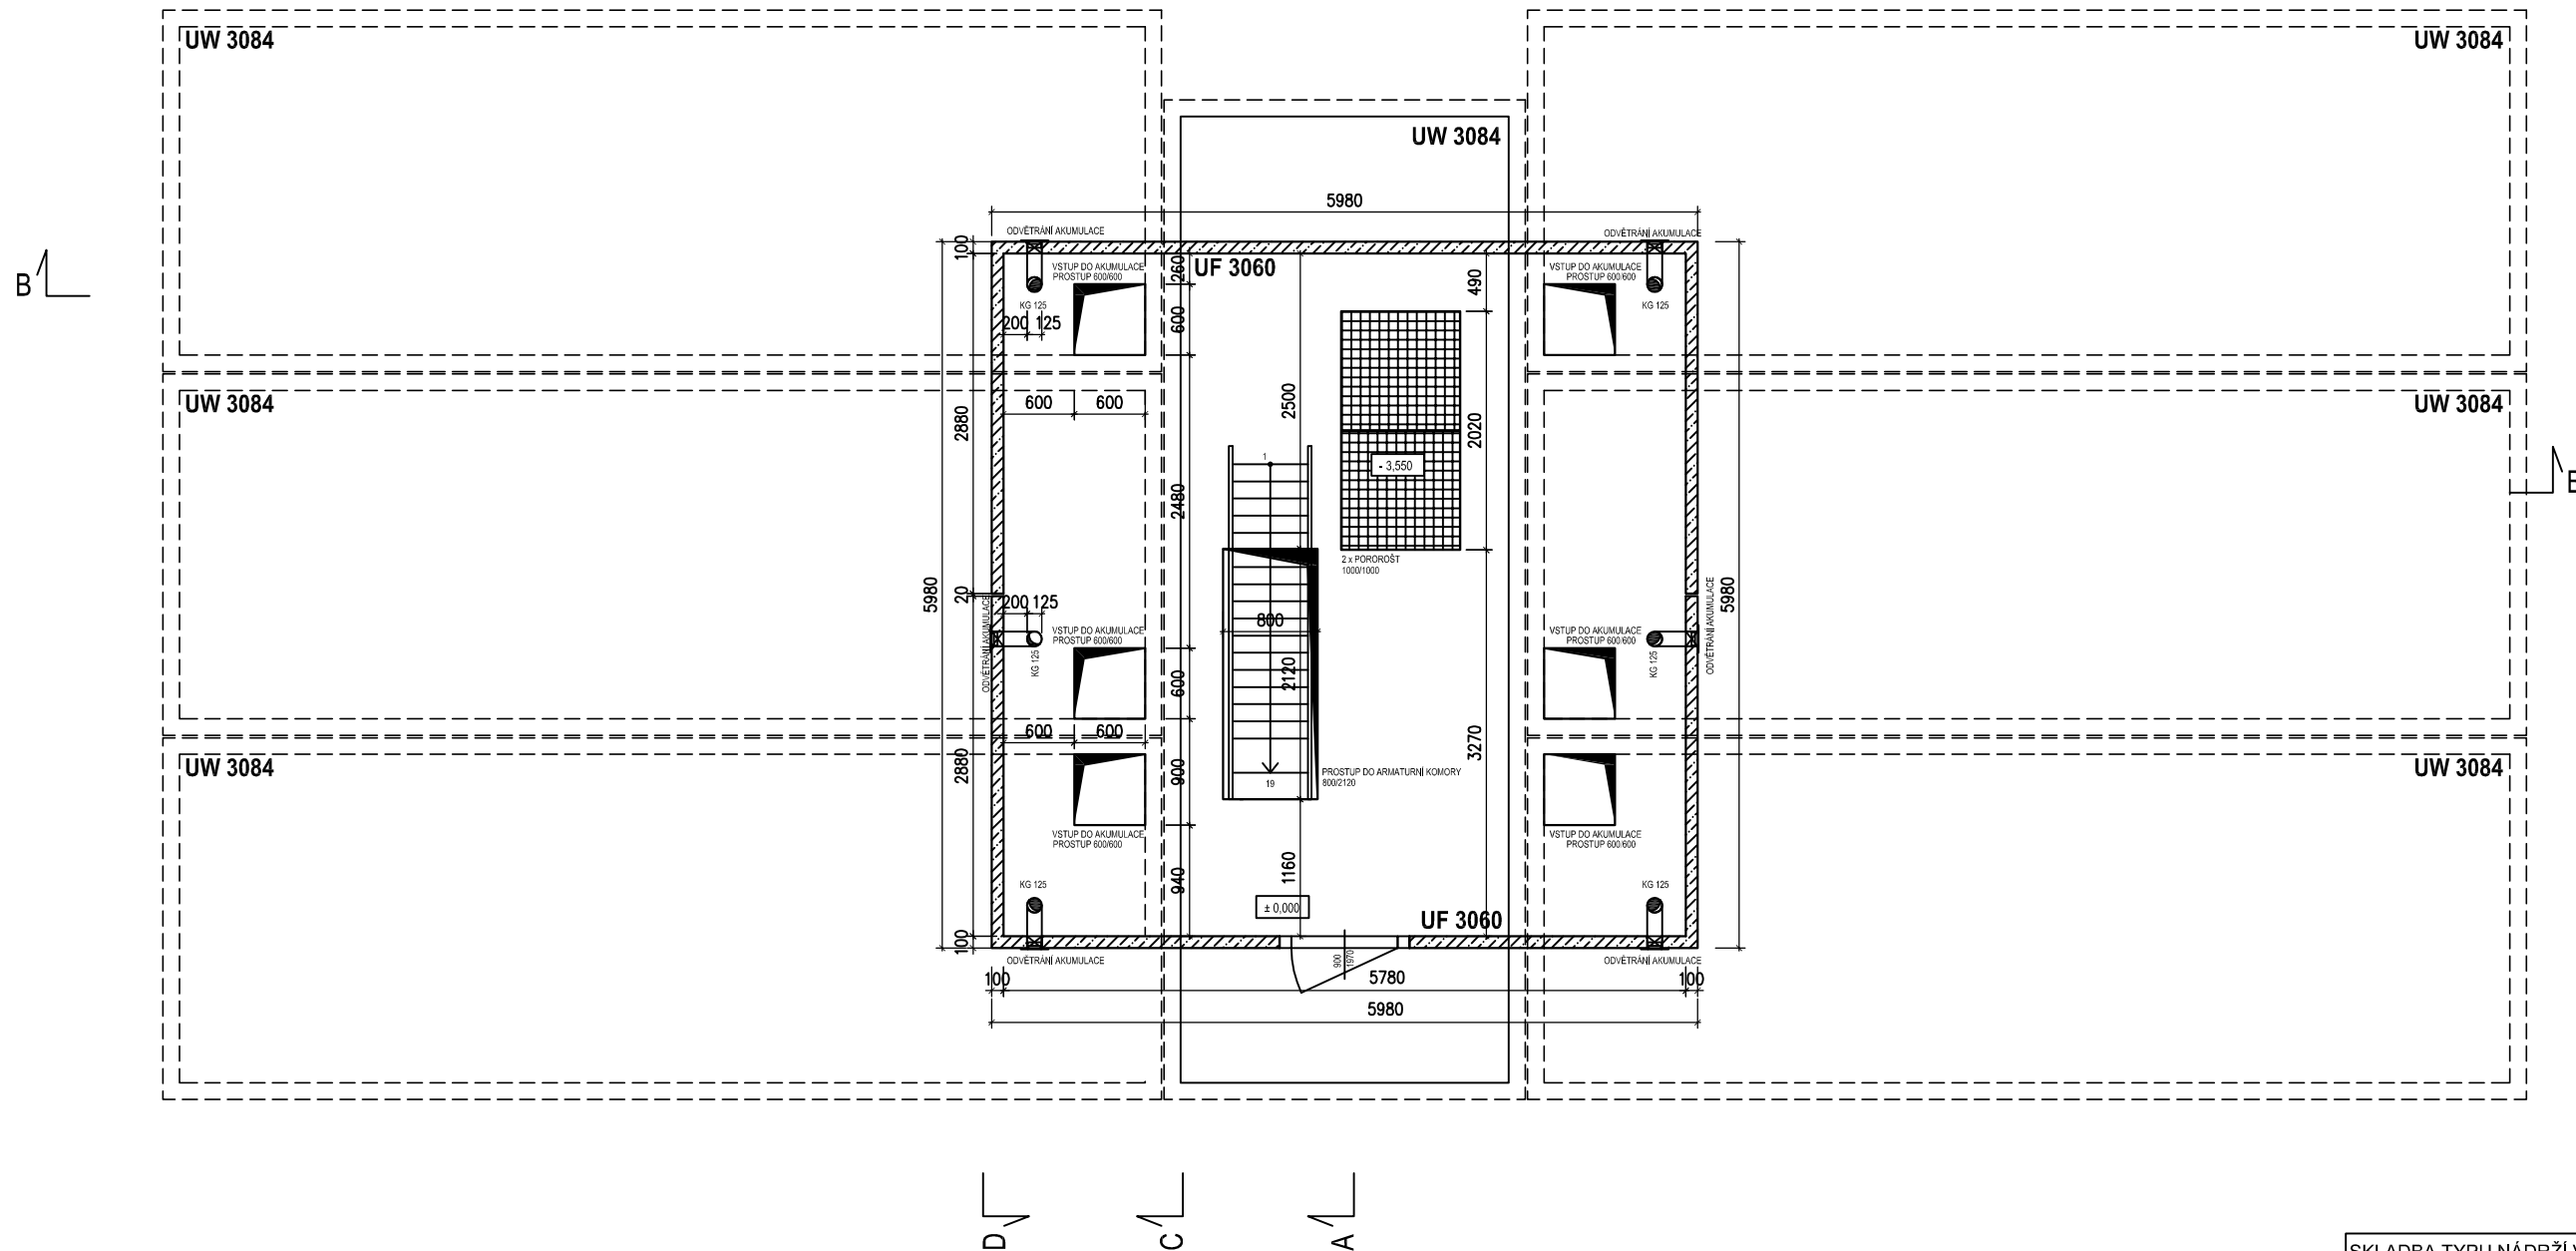 UW 3084
UW 3084
UW 3084
5980
ODVĚTRÁNÍ AKUMULACE
ODVĚTRÁNÍ AKUMULACE
100
260
UF 3060
VSTUP DO AKUMULACE
PROSTUP 600/600
VSTUP DO AKUMULACE
PROSTUP 600/600
B
490
KG 125
KG 125
200
125
600
UW 3084
600
600
2880
2500
2020
UW 3084
1
- 3,550
2480
2 x POROROŠT
1000/1000
5980
20
200
125
ODVĚTRÁNÍ AKUMULACE
KG 125
VSTUP DO AKUMULACE
PROSTUP 600/600
800
VSTUP DO AKUMULACE
PROSTUP 600/600
KG 125
ODVĚTRÁNÍ AKUMULACE
5980
600
2120
600
600
3270
UW 3084
2880
900
PROSTUP DO ARMATURNÍ KOMORY
800/2120
19
UW 3084
VSTUP DO AKUMULACE
PROSTUP 600/600
VSTUP DO AKUMULACE
PROSTUP 600/600
940
1160
KG 125
KG 125
± 0,000
UF 3060
100
ODVĚTRÁNÍ AKUMULACE
900
1970
ODVĚTRÁNÍ AKUMULACE
100
5780
100
5980
D
C
A
SKLADBA TYPU NÁDRŽÍ